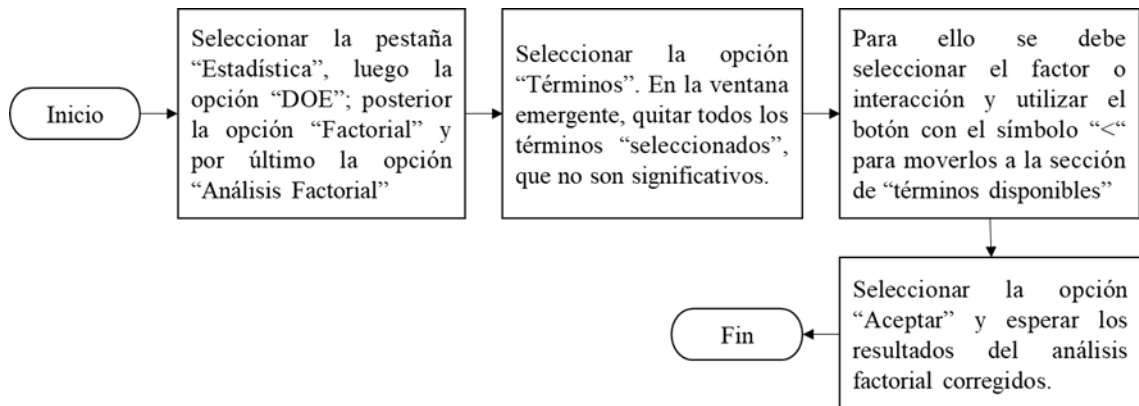 Inicio
Seleccionar la pestaña
“Estadística”, luego la
opción “DOE”; posterior
la opción “Factorial” y
por último la opción
“Análisis Factorial”
Seleccionar la opción
“Términos”. En la ventana
emergente, quitar todos los
términos “seleccionados”,
que no son significativos.
Para ello se debe
seleccionar el factor o
interacción y utilizar el
botón con el símbolo “<“
para moverlos a la sección
de “términos disponibles”
Seleccionar la opción
“Aceptar” y esperar los
resultados del análisis
factorial corregidos.
Fin